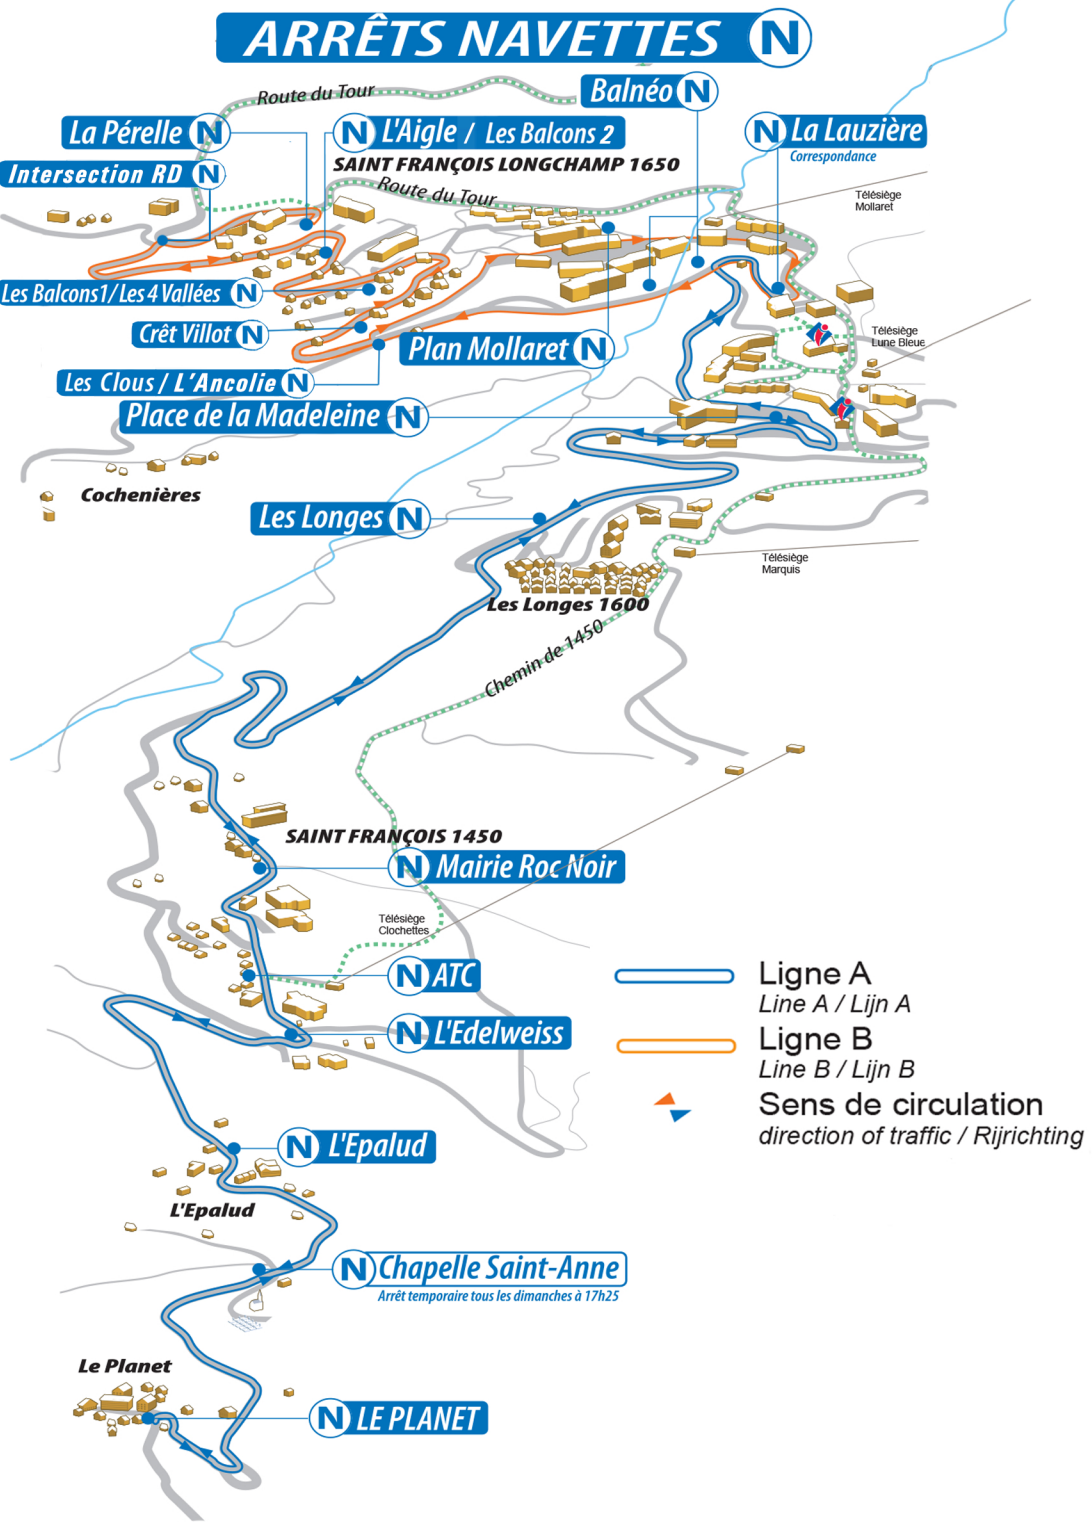 ARRÊTS NAVETTES N
Route du Tour
Balnéo N
La Pérelle N
N L'Aigle / Les Balcons 2
N La Lauzière
Correspondance
Intersection RD N
SAINT FRANÇOIS LONGCHAMP 1650
Route du Tour
Télésiège
Mollaret
Les Balcons1/Les 4 Vallées N
Crêt Villot N
Plan Mollaret N
Télésiège
Lune Bleue
Les Clous / L'Ancolie N
Place de la Madeleine N
Cochenières
Les Longes N
Télésiège
Marquis
Les Longes 1600
Chemin de 1450
SAINT FRANÇOIS 1450
N Mairie Roc Noir
Télésiège
Clochettes
N ATC
N L'Edelweiss
Ligne A
Line A / Lijn A
Ligne B
Line B / Lijn B
Sens de circulation
direction of traffic / Rijrichting
N L'Epalud
L'Epalud
N Chapelle Saint-Anne
Arrêt temporaire tous les dimanches à 17h25
Le Planet
N LE PLANET